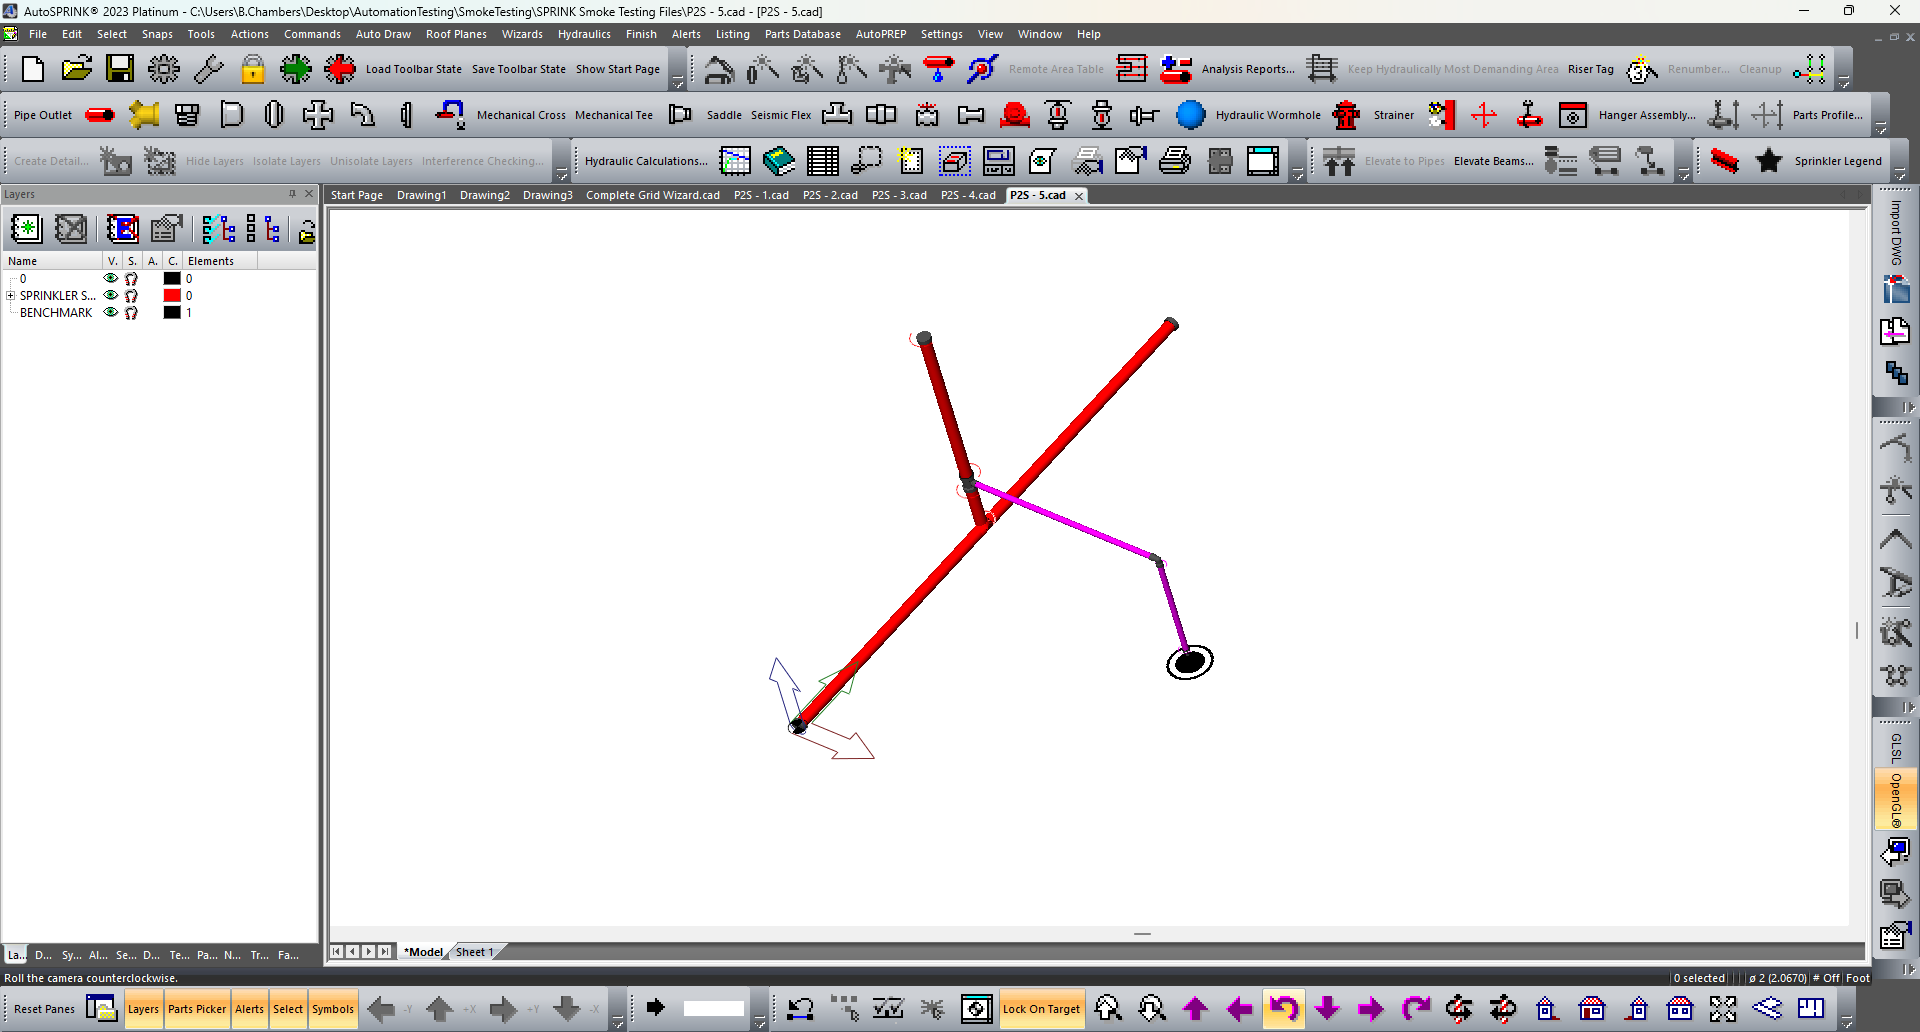 AutoSPRINK® 2023 Platinum - C:\Users\B.Chambers\Desktop\AutomationTesting\SmokeTesting\SPRINK Smoke Testing Files\P2S - 5.cad - [P2S - 5.cad]
File Edit Select Snaps Tools Actions Commands Auto Draw Roof Planes Wizards Hydraulics Finish Alerts Listing Parts Database AutoPREP Settings View Window Help
Load Toolbar State Save Toolbar State Show Start Page Remote Area Table Analysis Reports... Keep Hydraulically Most Demanding Area Riser Tag Renumber... Cleanup
Pipe Outlet Mechanical Cross Mechanical Tee Saddle Seismic Flex Hydraulic Wormhole Strainer Hanger Assembly... Parts Profile...
Create Detail... Hide Layers Isolate Layers Unisolate Layers Interference Checking... Hydraulic Calculations... Elevate to Pipes Elevate Beams... Sprinkler Legend
Layers
Start Page Drawing1 Drawing2 Drawing3 Complete Grid Wizard.cad P2S - 1.cad P2S - 2.cad P2S - 3.cad P2S - 4.cad P2S - 5.cad
Name V. S. A. C. Elements
0 0
SPRINKLER S... 0
BENCHMARK 1
Import DWG
GLSL
OpenGL®
La... D... Sy... Al... Se... D... Te... Pa... N... Tr... Fa...
*Model Sheet 1
Roll the camera counterclockwise.
0 selected ø 2 (2.0670) # Off Foot
Reset Panes Layers Parts Picker Alerts Select Symbols -Y +X +Y -X Lock On Target